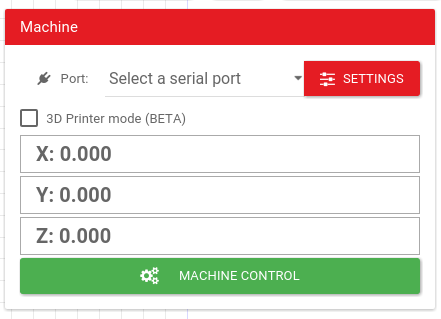 Machine
Port: Select a serial port SETTINGS
3D Printer mode (BETA)
X: 0.000
Y: 0.000
Z: 0.000
MACHINE CONTROL